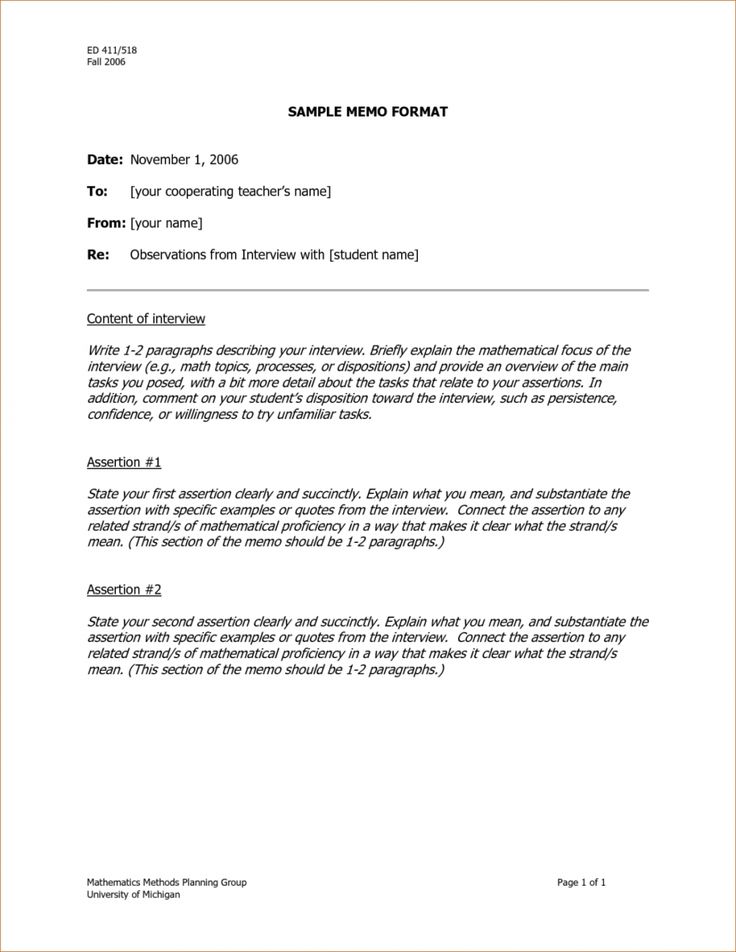 ED 411/518
Fall 2006
SAMPLE MEMO FORMAT
Date: November 1, 2006
To: [your cooperating teacher’s name]
From: [your name]
Re: Observations from Interview with [student name]
Content of interview
Write 1-2 paragraphs describing your interview. Briefly explain the mathematical focus of the
interview (e.g., math topics, processes, or dispositions) and provide an overview of the main
tasks you posed, with a bit more detail about the tasks that relate to your assertions. In
addition, comment on your student’s disposition toward the interview, such as persistence,
confidence, or willingness to try unfamiliar tasks.
Assertion #1
State your first assertion clearly and succinctly. Explain what you mean, and substantiate the
assertion with specific examples or quotes from the interview.  Connect the assertion to any
related strand/s of mathematical proficiency in a way that makes it clear what the strand/s
mean. (This section of the memo should be 1-2 paragraphs.)
Assertion #2
State your second assertion clearly and succinctly. Explain what you mean, and substantiate the
assertion with specific examples or quotes from the interview.  Connect the assertion to any
related strand/s of mathematical proficiency in a way that makes it clear what the strand/s
mean. (This section of the memo should be 1-2 paragraphs.)
Mathematics Methods Planning Group
University of Michigan
Page 1 of 1